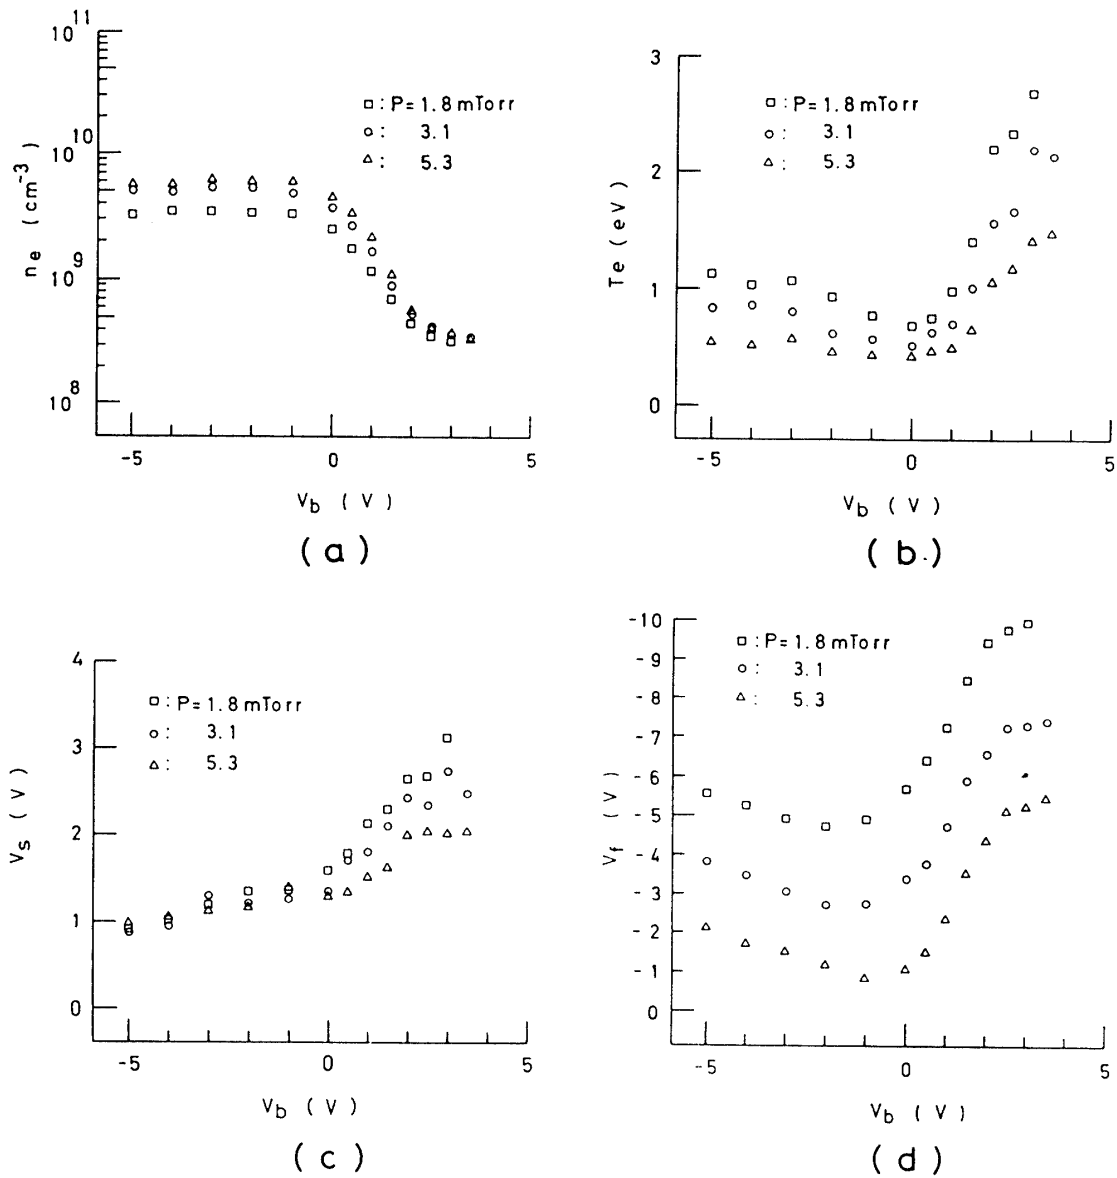 10^11
10^10
10^9
10^8
n_e (cm^-3)
□ : P= 1.8 mTorr
○ : 3.1
△ : 5.3
-5 0 5
V_b ( V )
( a )
3
2
1
0
Te ( eV )
□ : P= 1.8 mTorr
○ : 3.1
△ : 5.3
-5 0 5
V_b ( V )
( b )
4
3
2
1
0
V_s ( V )
□ : P= 1.8 mTorr
○ : 3.1
△ : 5.3
-5 0 5
V_b ( V )
( c )
-10
-9
-8
-7
-6
-5
-4
-3
-2
-1
0
V_f ( V )
□ : P= 1.8 mTorr
○ : 3.1
△ : 5.3
-5 0 5
V_b ( V )
( d )